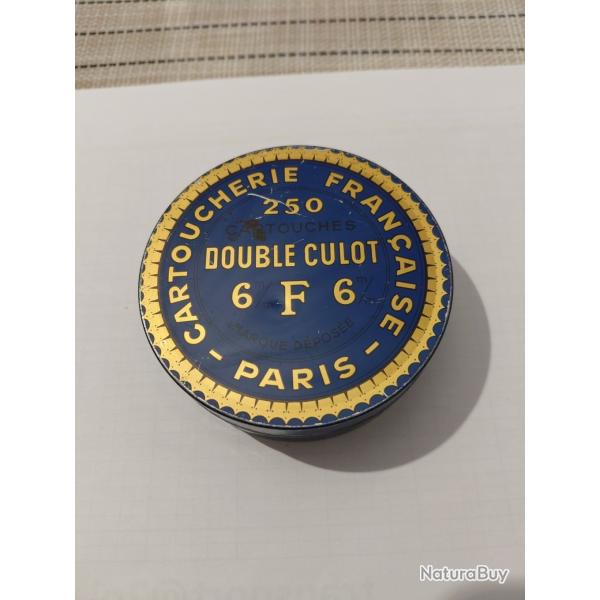 CARTOUCHERIE FRANÇAISE
250
CARTOUCHES
DOUBLE CULOT
6 m/m F 6 m/m
MARQUE DÉPOSÉE
- PARIS -
NaturaBuy